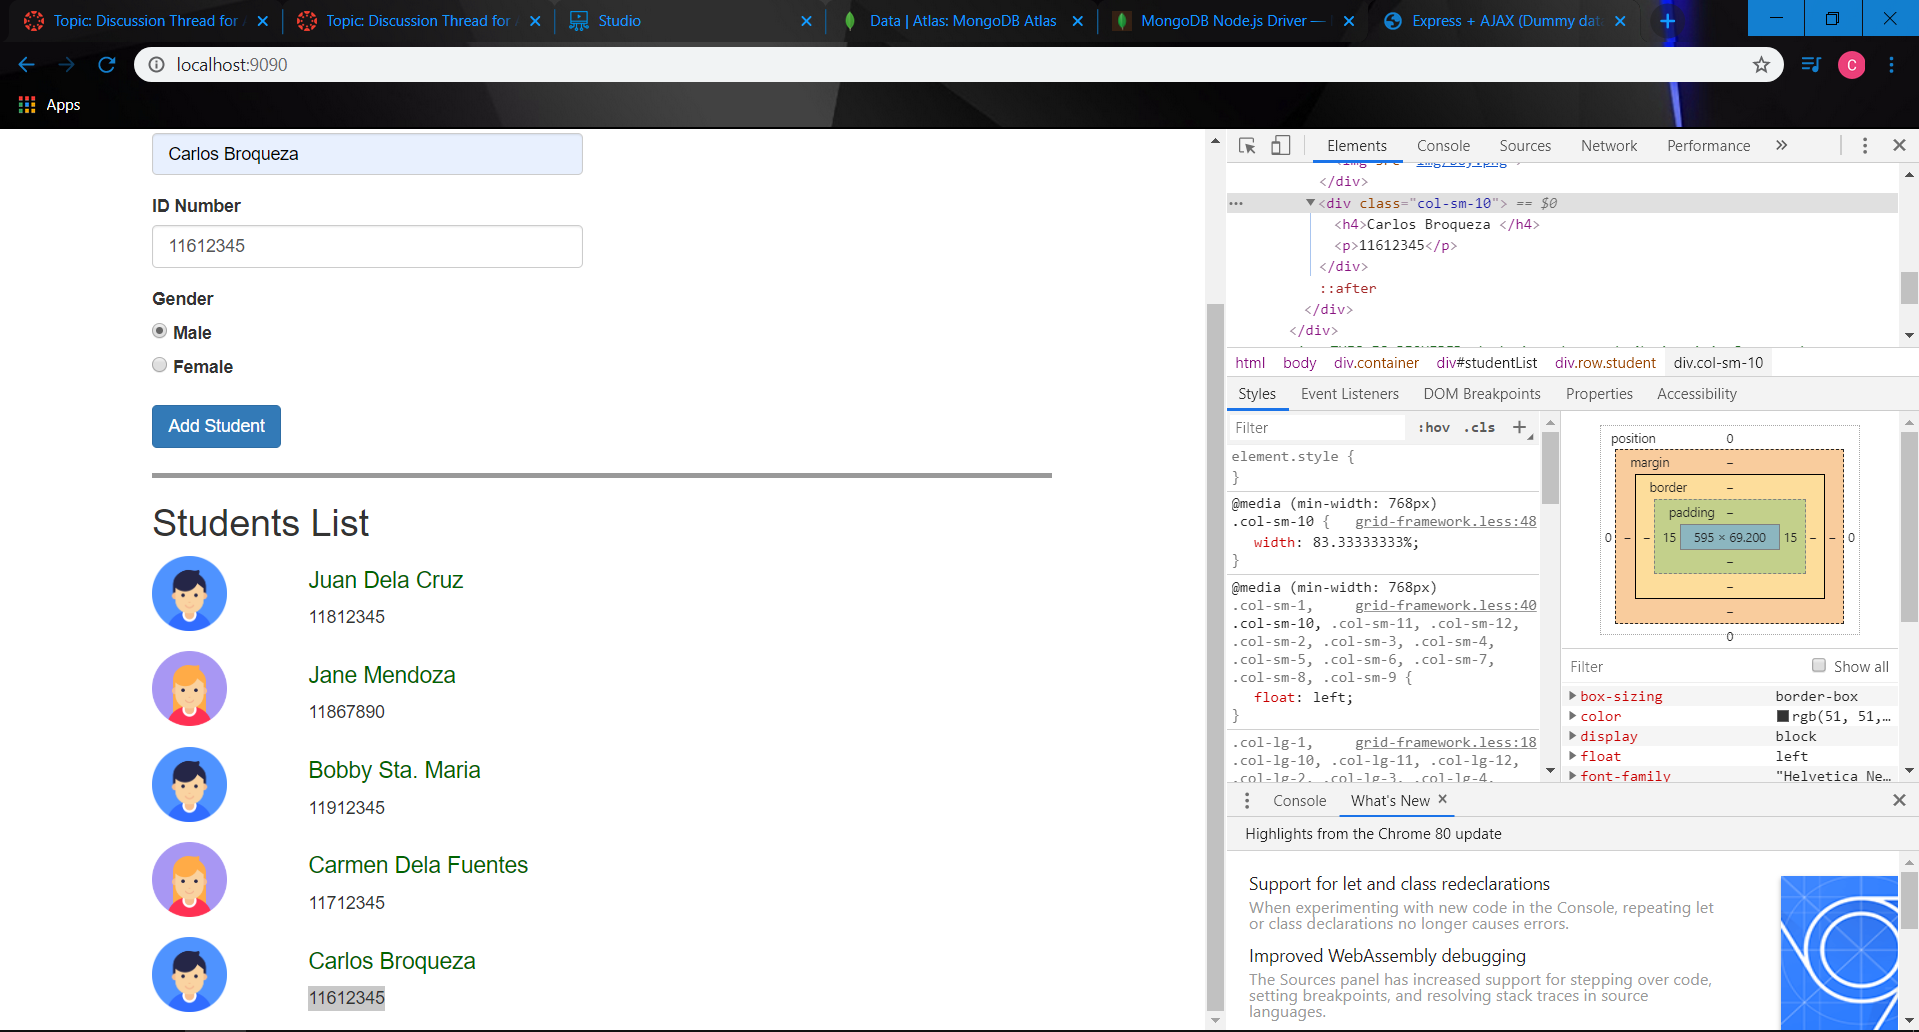 Topic: Discussion Thread for
Topic: Discussion Thread for
Studio
Data | Atlas: MongoDB Atlas
MongoDB Node.js Driver —
Express + AJAX (Dummy dat
localhost:9090
C
Apps
Carlos Broqueza
ID Number
11612345
Gender
Male
Female
Add Student
Students List
Juan Dela Cruz
11812345
Jane Mendoza
11867890
Bobby Sta. Maria
11912345
Carmen Dela Fuentes
11712345
Carlos Broqueza
11612345
Elements Console Sources Network Performance »
</div>
<div class="col-sm-10"> == $0
<h4>Carlos Broqueza </h4>
<p>11612345</p>
</div>
::after
</div>
</div>
html body div.container div#studentList div.row.student div.col-sm-10
Styles Event Listeners DOM Breakpoints Properties Accessibility
Filter :hov .cls +
element.style {
}
@media (min-width: 768px)
.col-sm-10 { grid-framework.less:48
width: 83.33333333%;
}
@media (min-width: 768px)
.col-sm-1, grid-framework.less:40
.col-sm-10, .col-sm-11, .col-sm-12,
.col-sm-2, .col-sm-3, .col-sm-4,
.col-sm-5, .col-sm-6, .col-sm-7,
.col-sm-8, .col-sm-9 {
float: left;
}
.col-lg-1, grid-framework.less:18
.col-lg-10, .col-lg-11, .col-lg-12,
.col-lg-2, .col-lg-3, .col-lg-4,
position 0
margin –
border –
padding –
0 – – 15 595 × 69.200 15 – – 0
–
–
–
0
Filter Show all
box-sizing border-box
color rgb(51, 51,…
display block
float left
font-family "Helvetica Ne…
Console What's New ×
Highlights from the Chrome 80 update
Support for let and class redeclarations
When experimenting with new code in the Console, repeating let
or class declarations no longer causes errors.
Improved WebAssembly debugging
The Sources panel has increased support for stepping over code,
setting breakpoints, and resolving stack traces in source
languages.